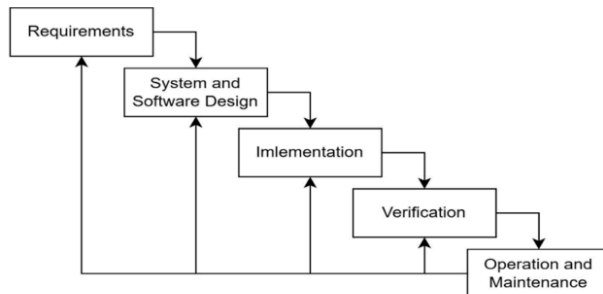 Requirements
System and
Software Design
Imlementation
Verification
Operation and
Maintenance